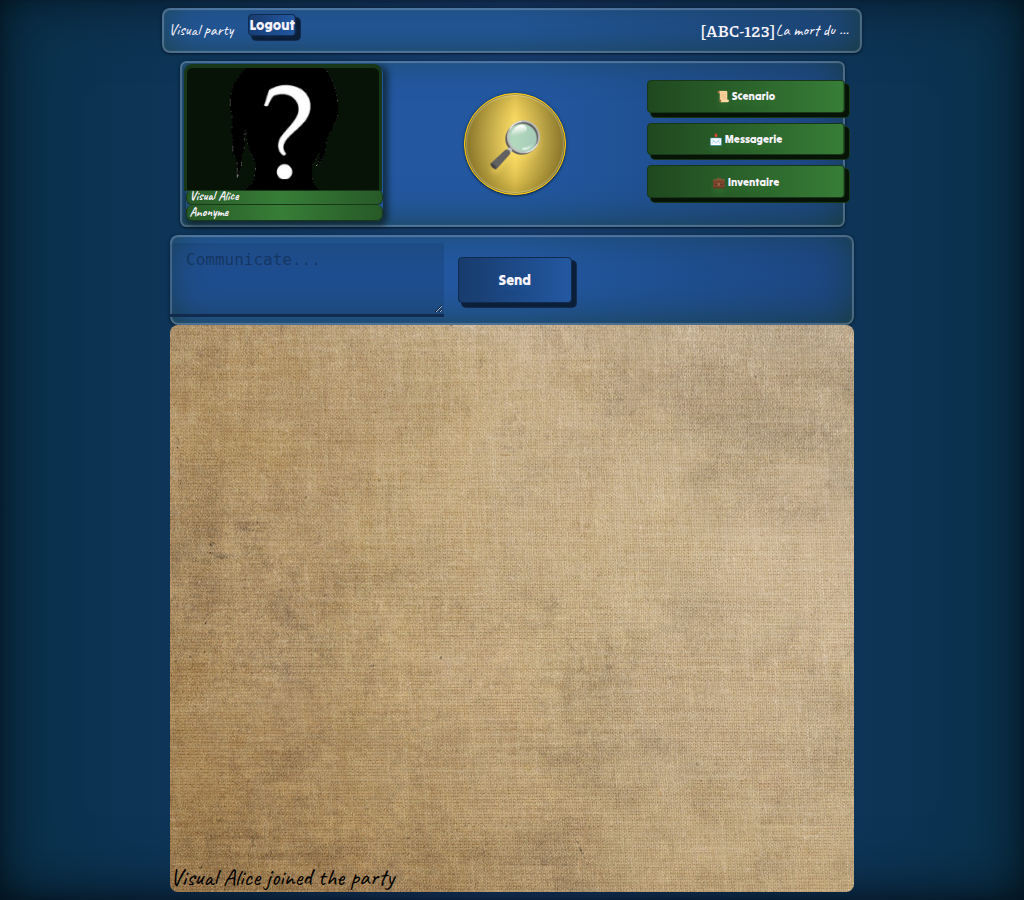 Visual party
Logout
[ABC-123] La mort du ...
?
Visual Alice
Anonyme
Scenario
Messagerie
Inventaire
Communicate...
Send
Visual Alice joined the party